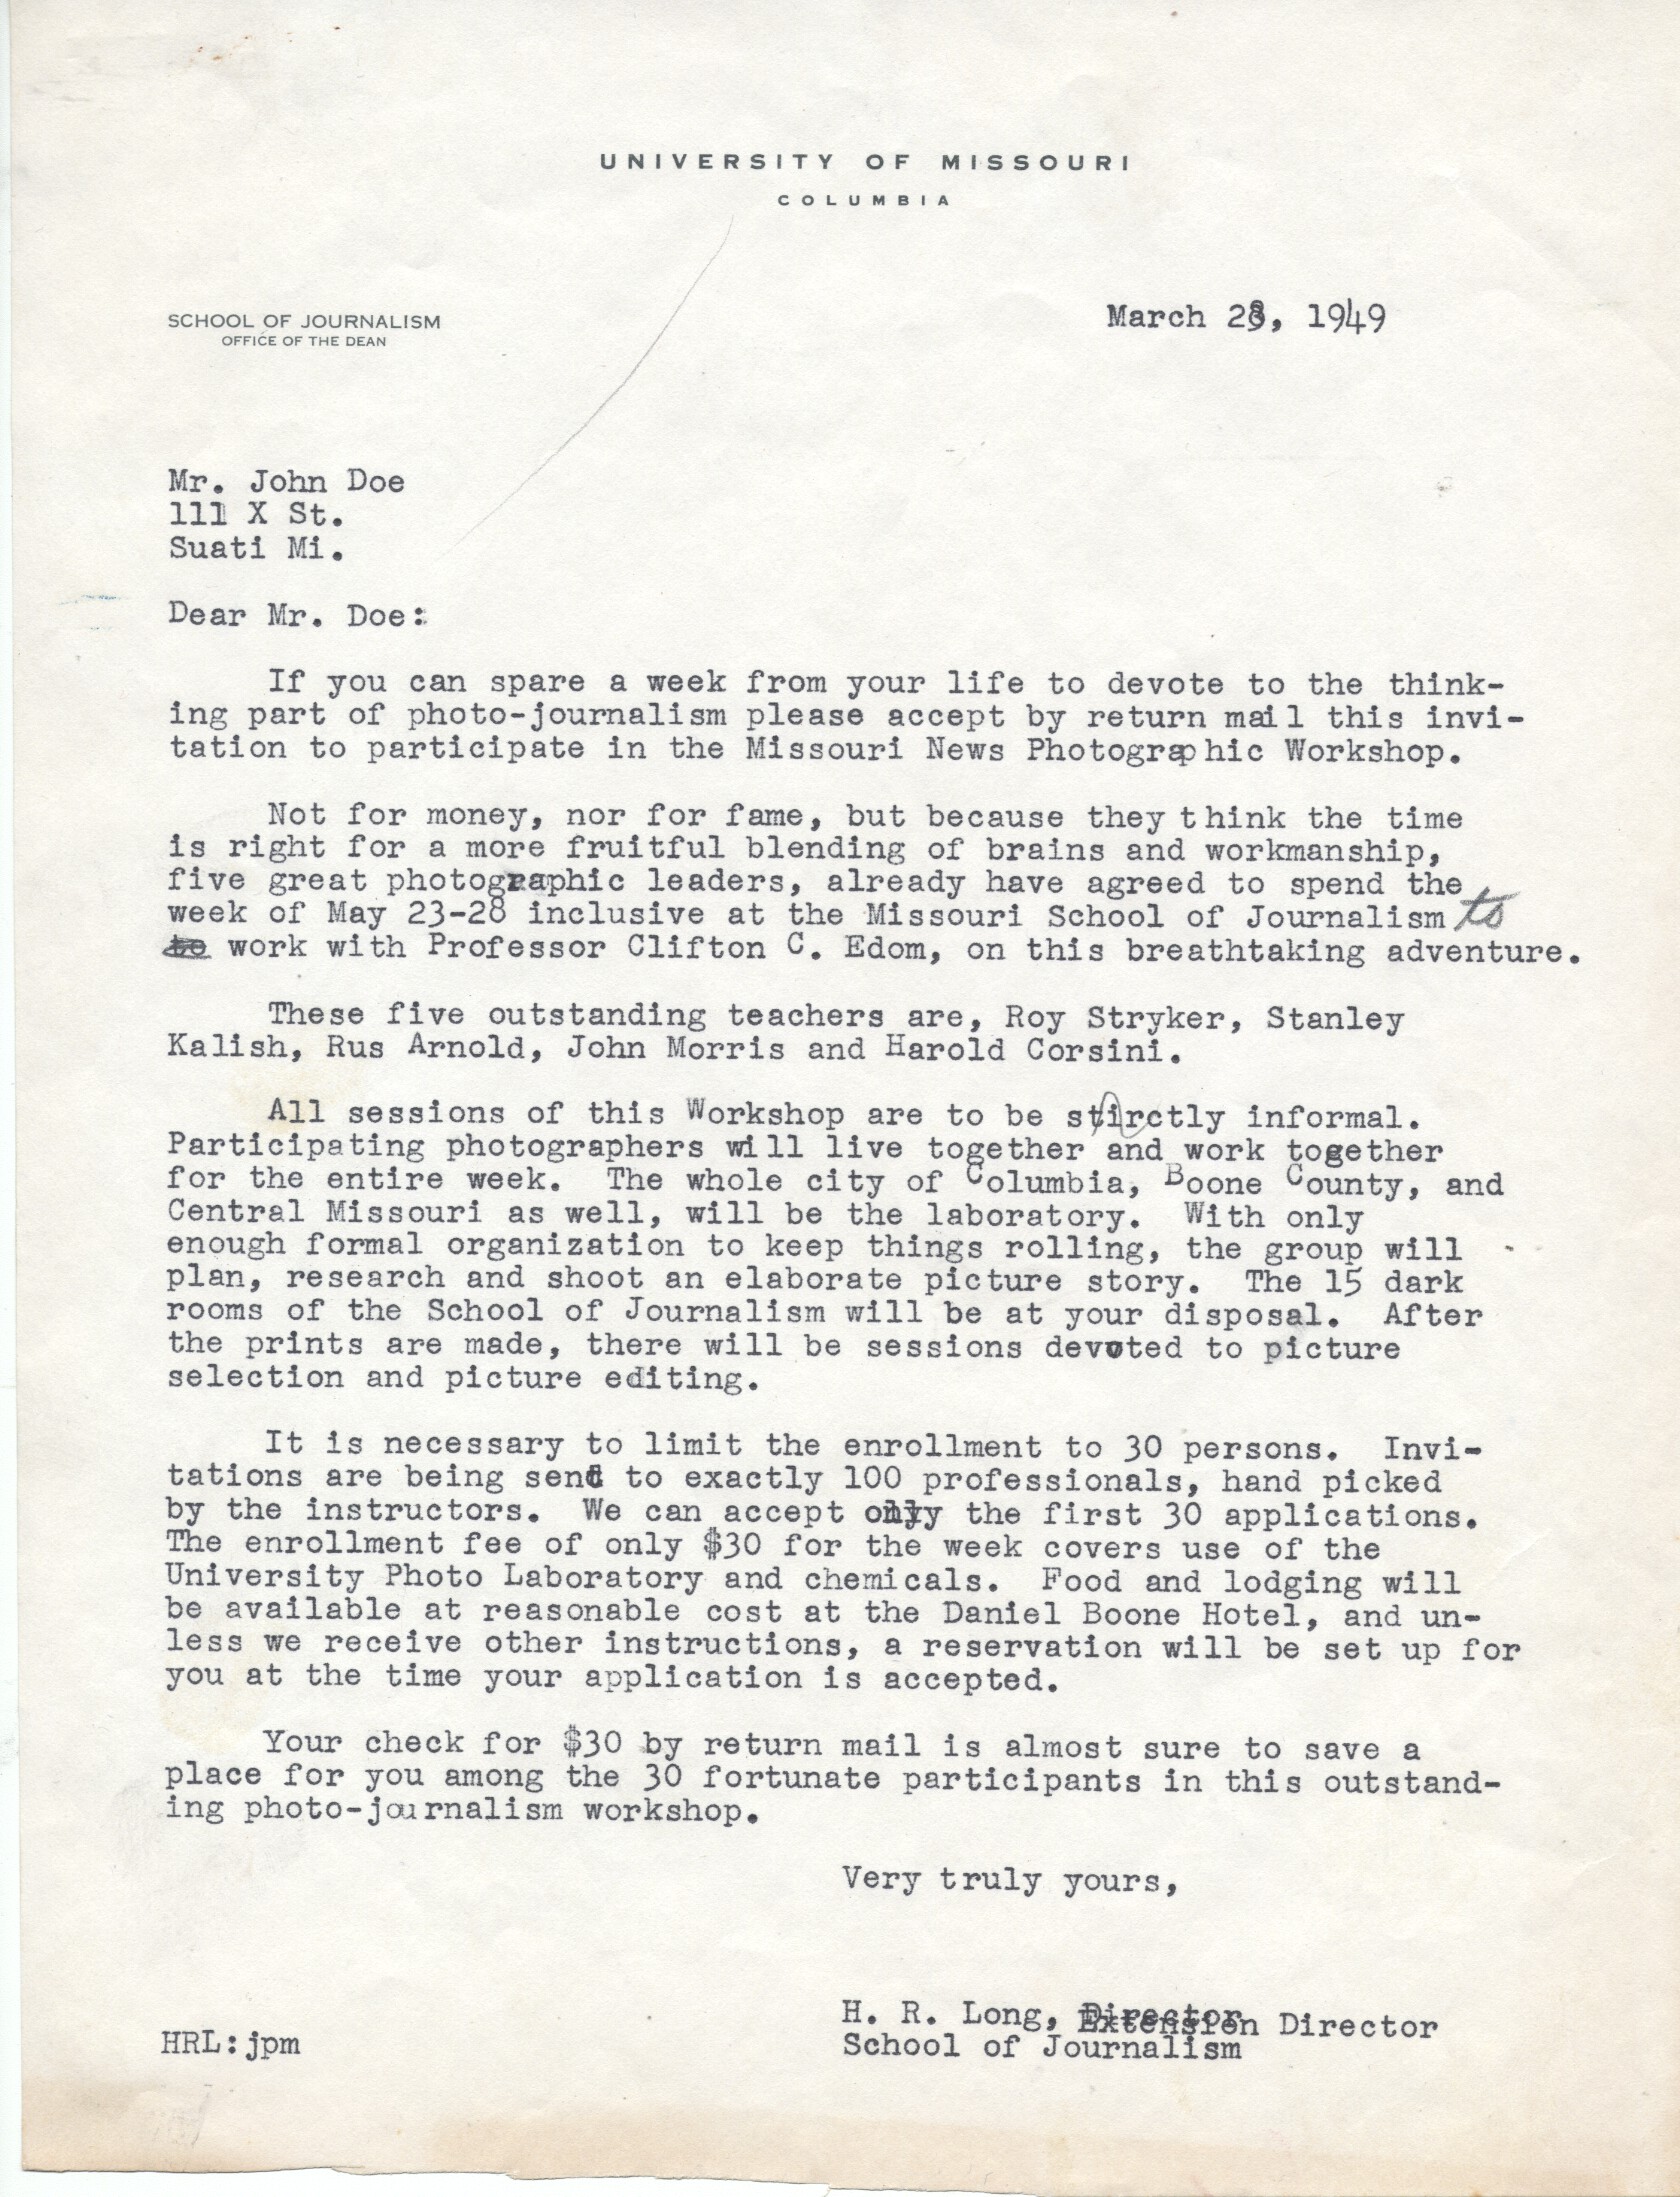 UNIVERSITY OF MISSOURI
COLUMBIA
SCHOOL OF JOURNALISM
OFFICE OF THE DEAN
March 28, 1949
Mr. John Doe
111 X St.
Suati Mi.
Dear Mr. Doe:
If you can spare a week from your life to devote to the think-
ing part of photo-journalism please accept by return mail this invi-
tation to participate in the Missouri News Photographic Workshop.
Not for money, nor for fame, but because they think the time
is right for a more fruitful blending of brains and workmanship,
five great photographic leaders, already have agreed to spend the
week of May 23-28 inclusive at the Missouri School of Journalism to
work with Professor Clifton C. Edom, on this breathtaking adventure.
These five outstanding teachers are, Roy Stryker, Stanley
Kalish, Rus Arnold, John Morris and Harold Corsini.
All sessions of this Workshop are to be stirctly informal.
Participating photographers will live together and work together
for the entire week. The whole city of Columbia, Boone County, and
Central Missouri as well, will be the laboratory. With only
enough formal organization to keep things rolling, the group will
plan, research and shoot an elaborate picture story. The 15 dark
rooms of the School of Journalism will be at your disposal. After
the prints are made, there will be sessions devoted to picture
selection and picture editing.
It is necessary to limit the enrollment to 30 persons. Invi-
tations are being sent to exactly 100 professionals, hand picked
by the instructors. We can accept only the first 30 applications.
The enrollment fee of only $30 for the week covers use of the
University Photo Laboratory and chemicals. Food and lodging will
be available at reasonable cost at the Daniel Boone Hotel, and un-
less we receive other instructions, a reservation will be set up for
you at the time your application is accepted.
Your check for $30 by return mail is almost sure to save a
place for you among the 30 fortunate participants in this outstand-
ing photo-journalism workshop.
Very truly yours,
H. R. Long, Extension Director
School of Journalism
HRL:jpm